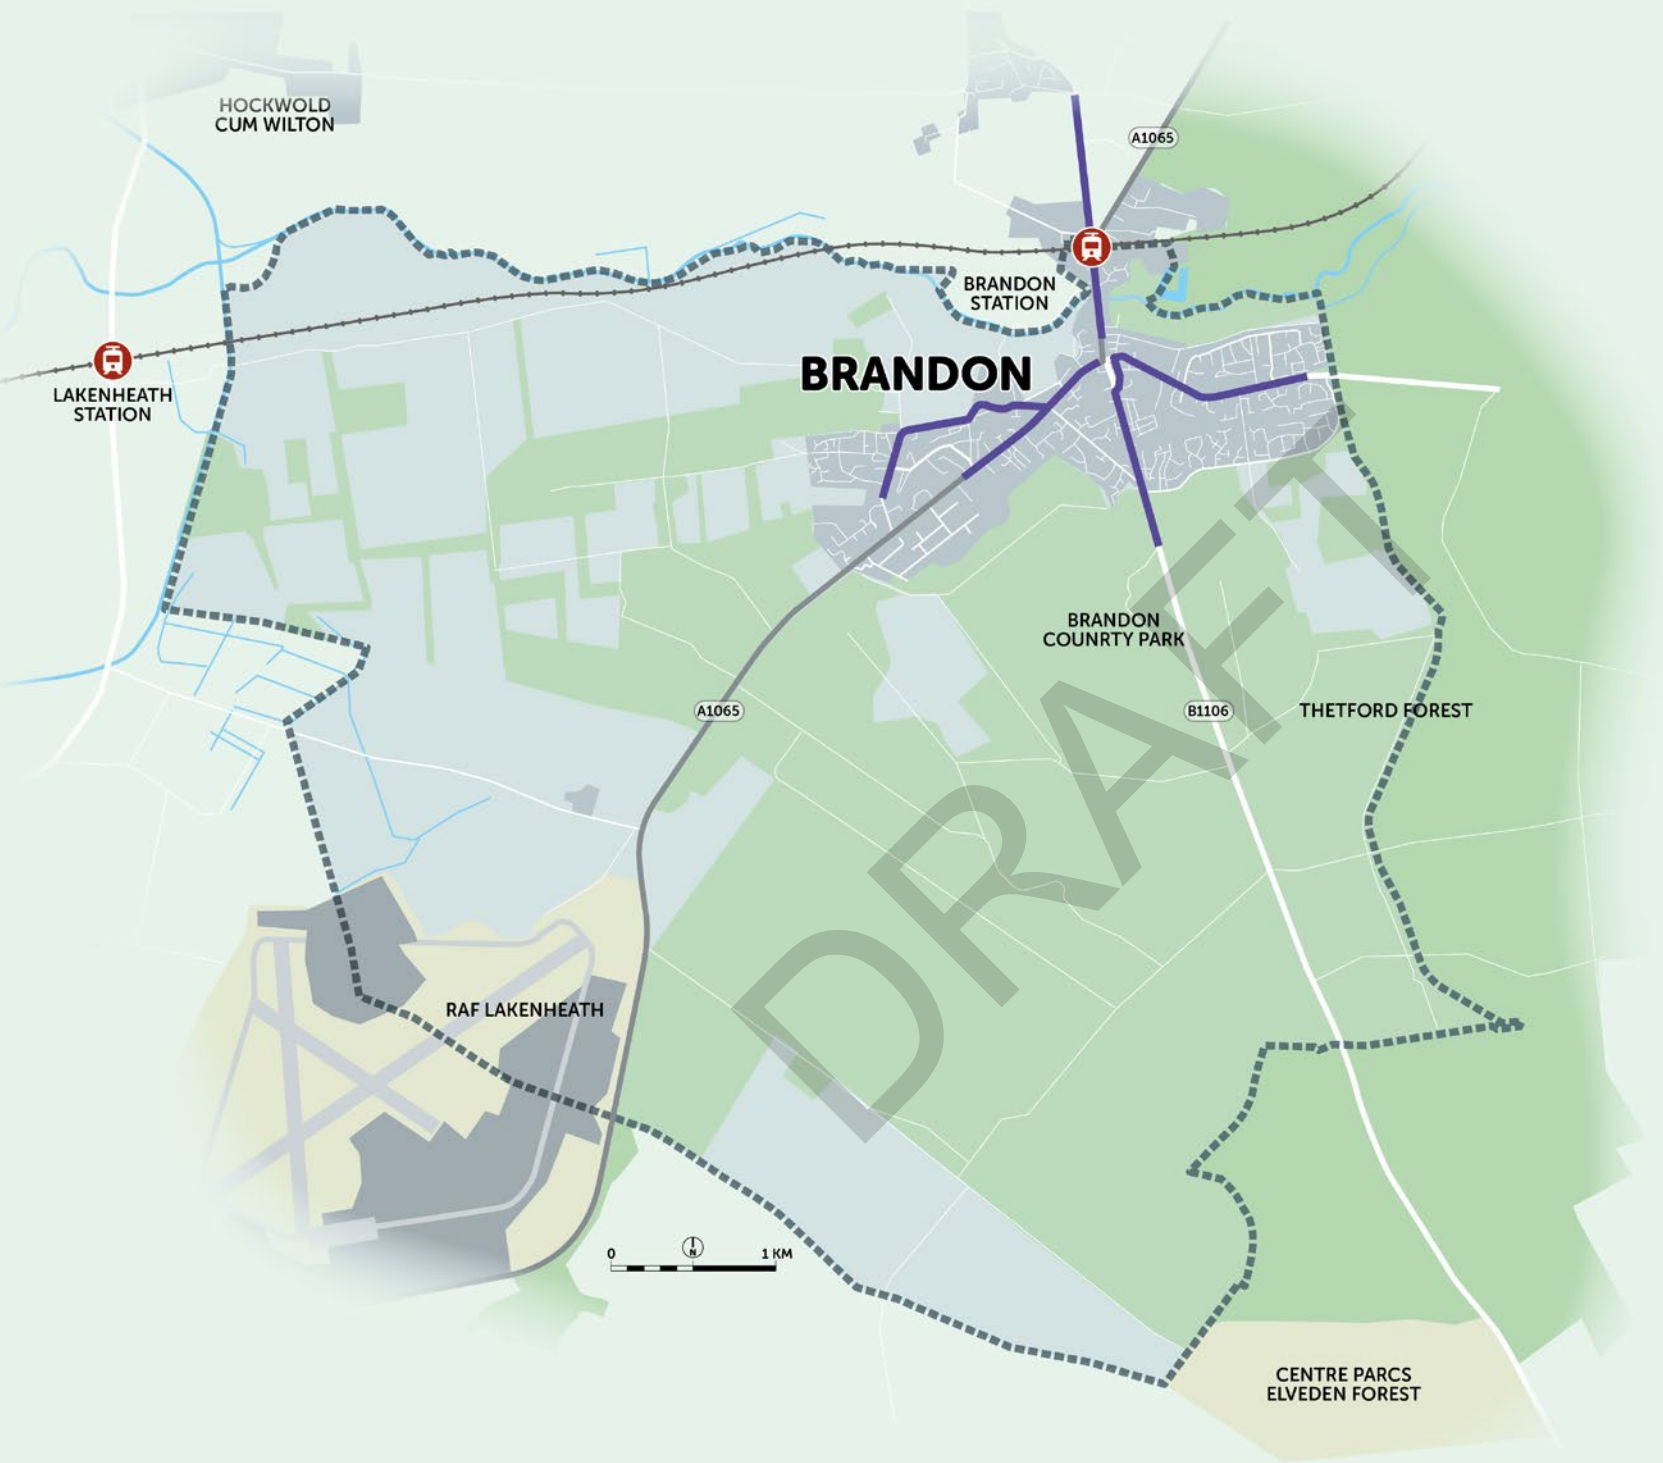 HOCKWOLD
CUM WILTON
A1065
BRANDON
STATION
LAKENHEATH
STATION
BRANDON
BRANDON
COUNRTY PARK
A1065
B1106
THETFORD FOREST
DRAFT
RAF LAKENHEATH
0 N 1 KM
CENTRE PARCS
ELVEDEN FOREST